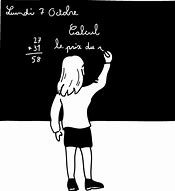 Lundi 7 Octobre
Calcul
27
+ 31
58
le prix du